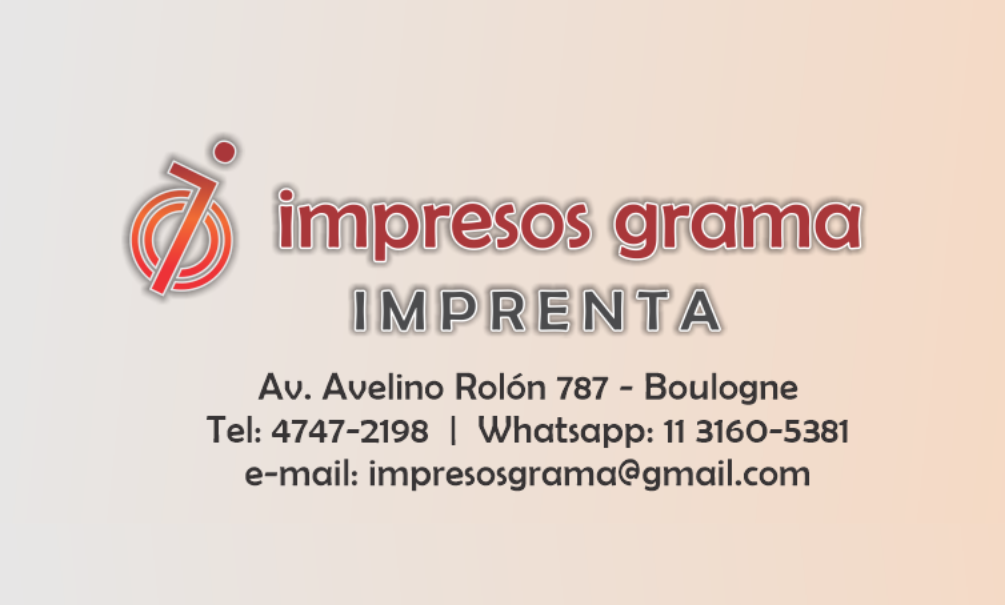 impresos grama
IMPRENTA
Av. Avelino Rolón 787 - Boulogne
Tel: 4747-2198 | Whatsapp: 11 3160-5381
e-mail: impresosgrama@gmail.com